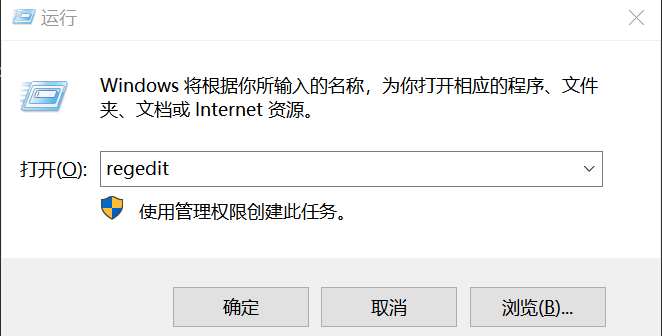 运行
Windows 将根据你所输入的名称，为你打开相应的程序、文件
夹、文档或 Internet 资源。
打开(O): regedit
使用管理权限创建此任务。
确定 取消 浏览(B)...